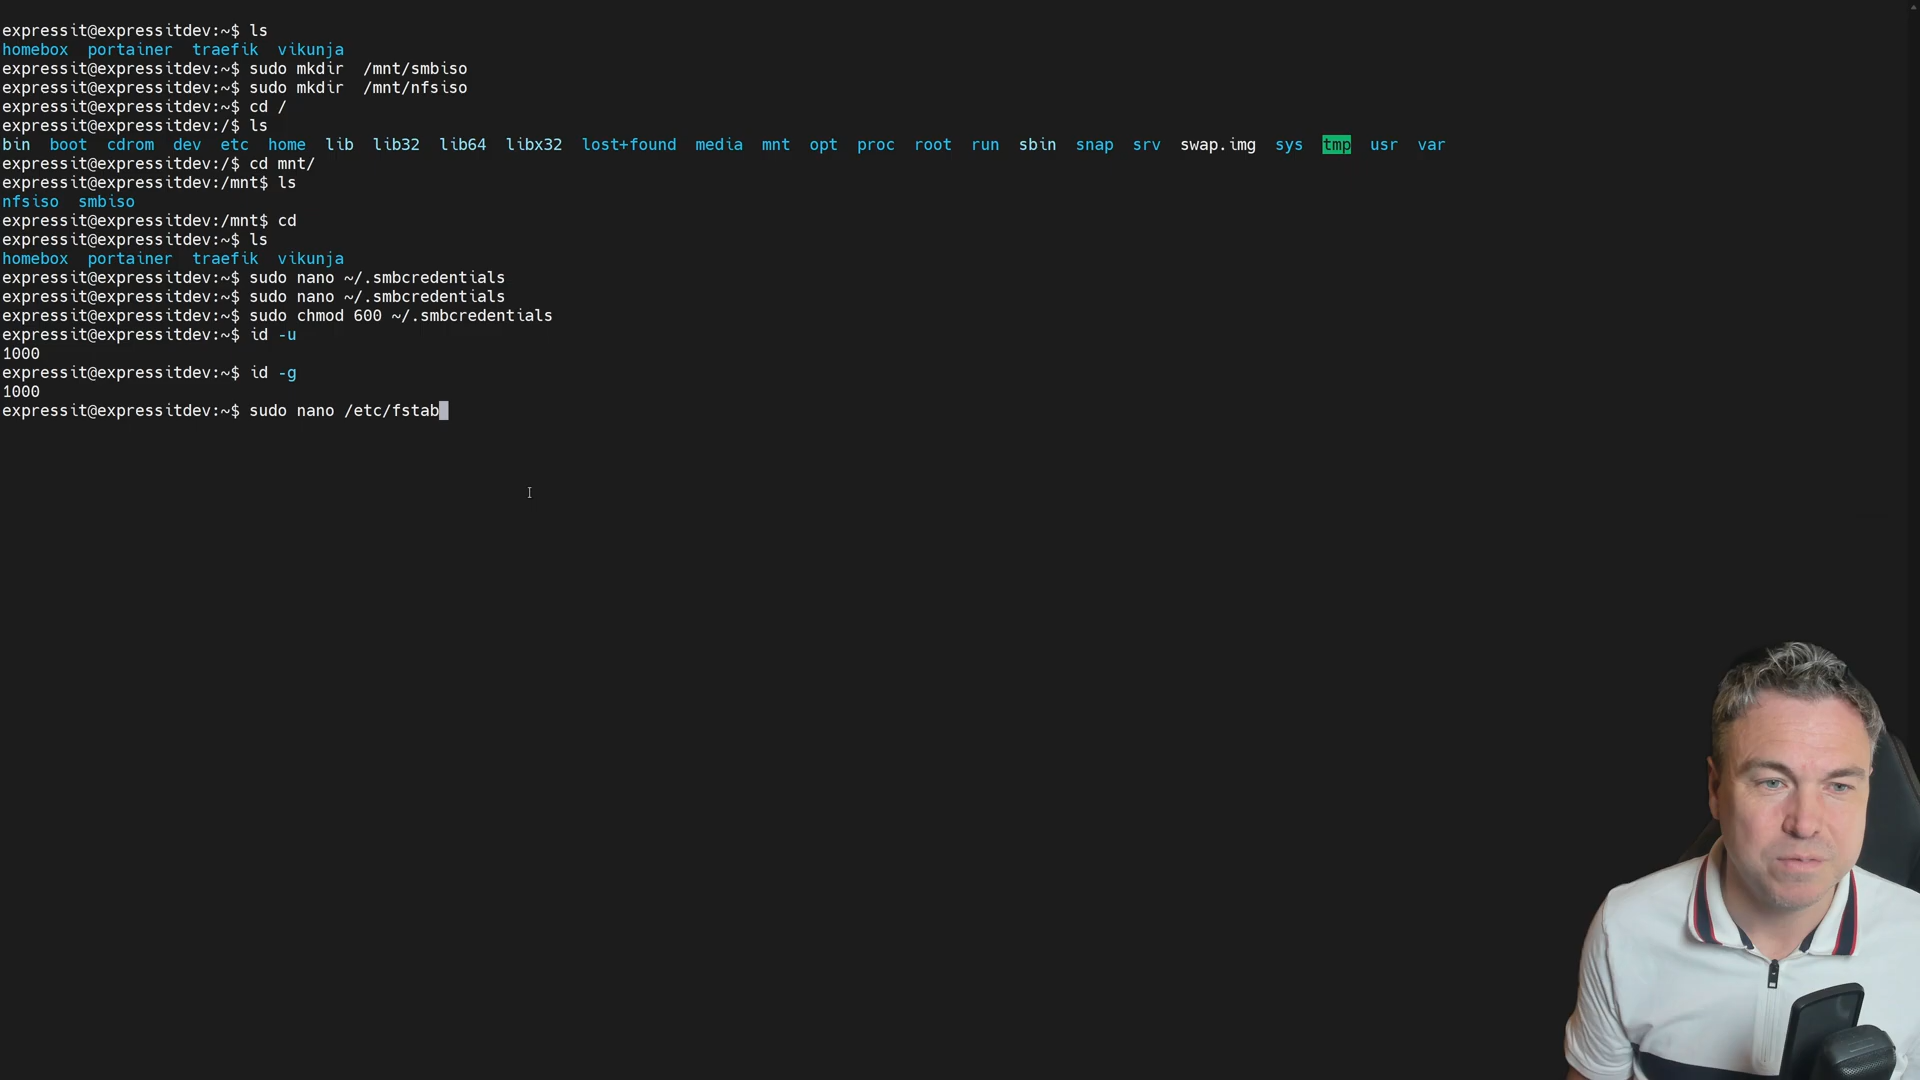 expressit@expressitdev:~$ ls
homebox  portainer  traefik  vikunja
expressit@expressitdev:~$ sudo mkdir  /mnt/smbiso
expressit@expressitdev:~$ sudo mkdir  /mnt/nfsiso
expressit@expressitdev:~$ cd /
expressit@expressitdev:/$ ls
bin  boot  cdrom  dev  etc  home  lib  lib32  lib64  libx32  lost+found  media  mnt  opt  proc  root  run  sbin  snap  srv  swap.img  sys  tmp  usr  var
expressit@expressitdev:/$ cd mnt/
expressit@expressitdev:/mnt$ ls
nfsiso  smbiso
expressit@expressitdev:/mnt$ cd
expressit@expressitdev:~$ ls
homebox  portainer  traefik  vikunja
expressit@expressitdev:~$ sudo nano ~/.smbcredentials
expressit@expressitdev:~$ sudo nano ~/.smbcredentials
expressit@expressitdev:~$ sudo chmod 600 ~/.smbcredentials
expressit@expressitdev:~$ id -u
1000
expressit@expressitdev:~$ id -g
1000
expressit@expressitdev:~$ sudo nano /etc/fstab